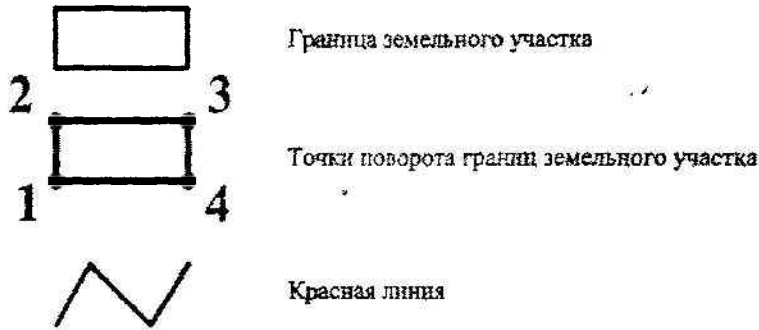 Граница земельного участка
2 3
Точки поворота границ земельного участка
1 4
Красная линия